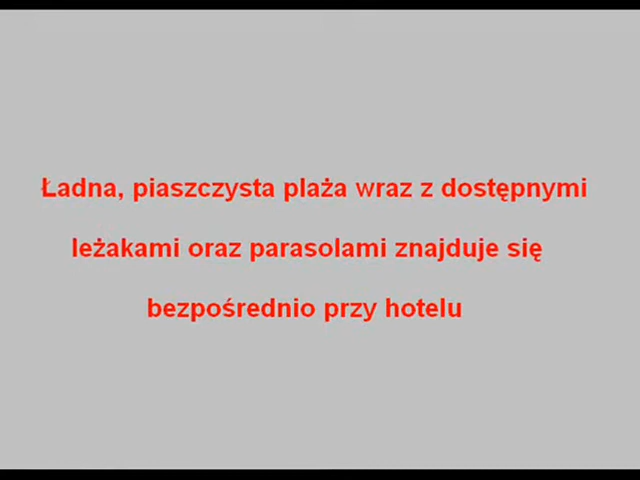 Ładna, piaszczysta plaża wraz z dostępnymi
leżakami oraz parasolami znajduje się
bezpośrednio przy hotelu